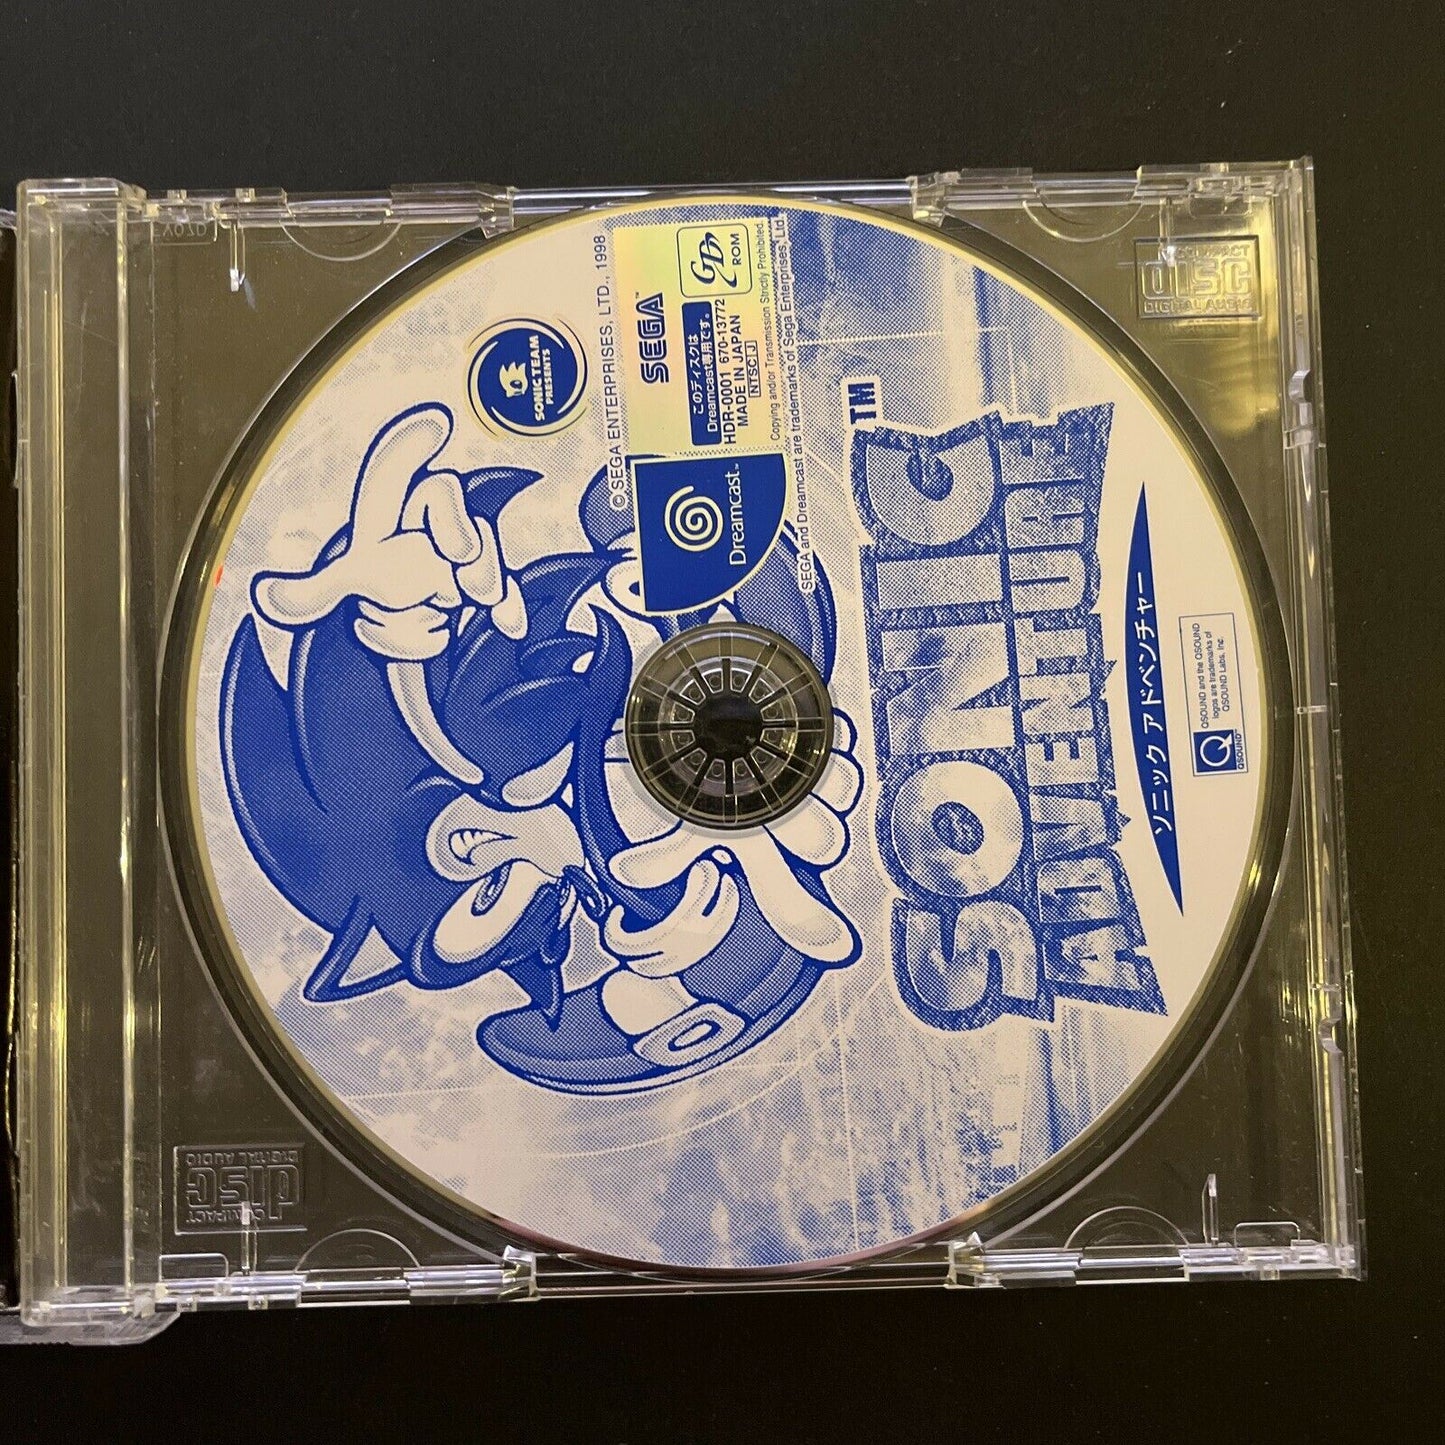 SONIC TEAM
PRESENTS
© SEGA ENTERPRISES, LTD., 1998
SEGA™
このディスクは
Dreamcast専用です。
HDR-0001 670-13772
MADE IN JAPAN
NTSC J
GD
ROM
Copying and/or Transmission Strictly Prohibited.
SEGA and Dreamcast are trademarks of Sega Enterprises, Ltd.
Dreamcast™
SONIC
ADVENTURE™
ソニック アドベンチャー
QSOUND™
QSOUND and the QSOUND
logos are trademarks of
QSOUND Labs, Inc.
COMPACT
disc
DIGITAL AUDIO
COMPACT
disc
DIGITAL AUDIO